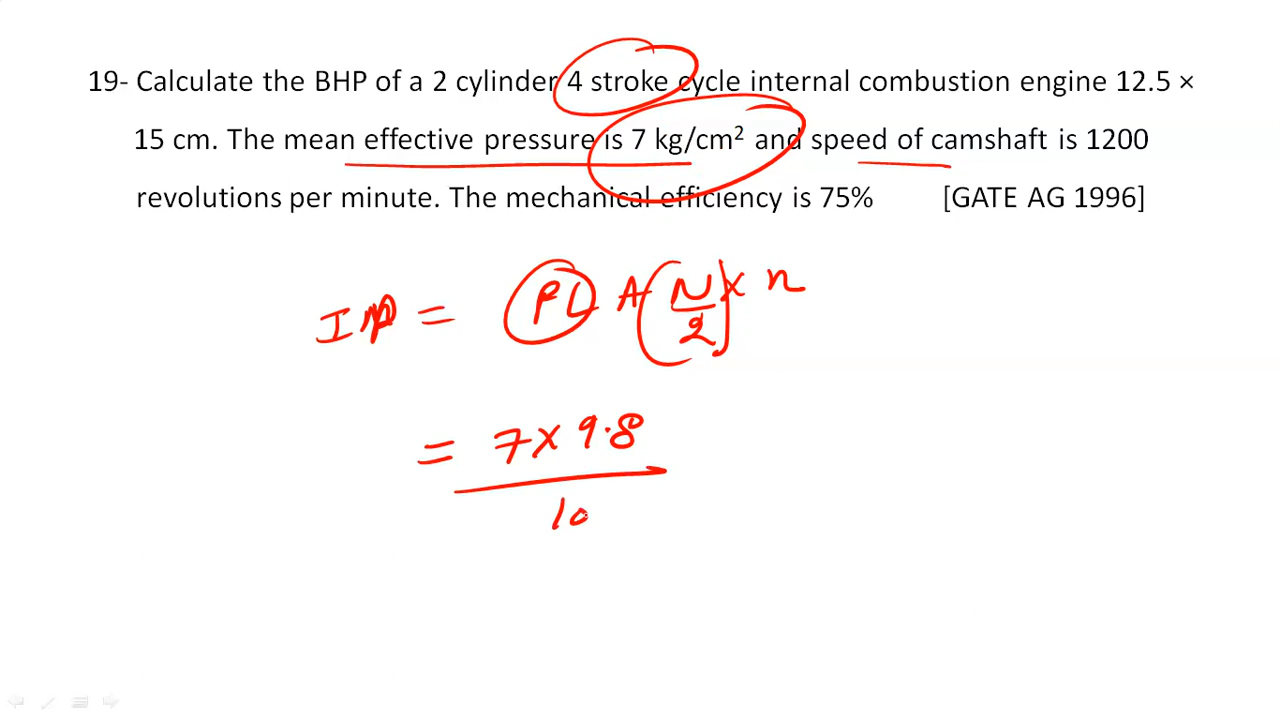 19- Calculate the BHP of a 2 cylinder 4 stroke cycle internal combustion engine 12.5 ×
15 cm. The mean effective pressure is 7 kg/cm² and speed of camshaft is 1200
revolutions per minute. The mechanical efficiency is 75% [GATE AG 1996]
IP = PL A (N/2) × n
= 7 × 9.8
10